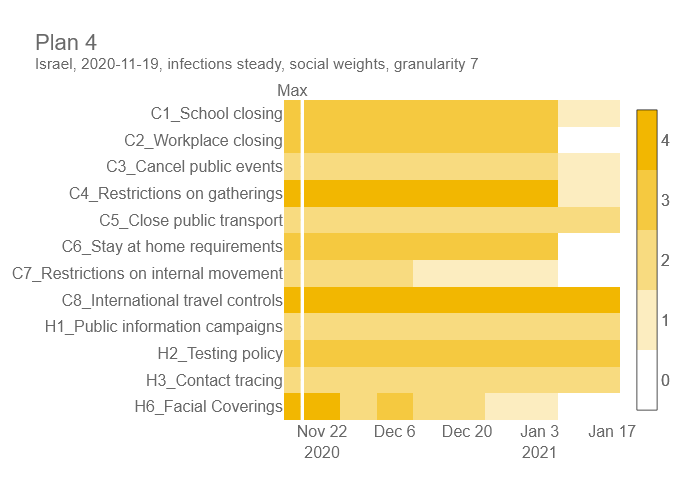 Plan 4
Israel, 2020-11-19, infections steady, social weights, granularity 7
Max
C1_School closing
C2_Workplace closing
C3_Cancel public events
C4_Restrictions on gatherings
C5_Close public transport
C6_Stay at home requirements
C7_Restrictions on internal movement
C8_International travel controls
H1_Public information campaigns
H2_Testing policy
H3_Contact tracing
H6_Facial Coverings
Nov 22 Dec 6 Dec 20 Jan 3 Jan 17
2020 2021
4
3
2
1
0